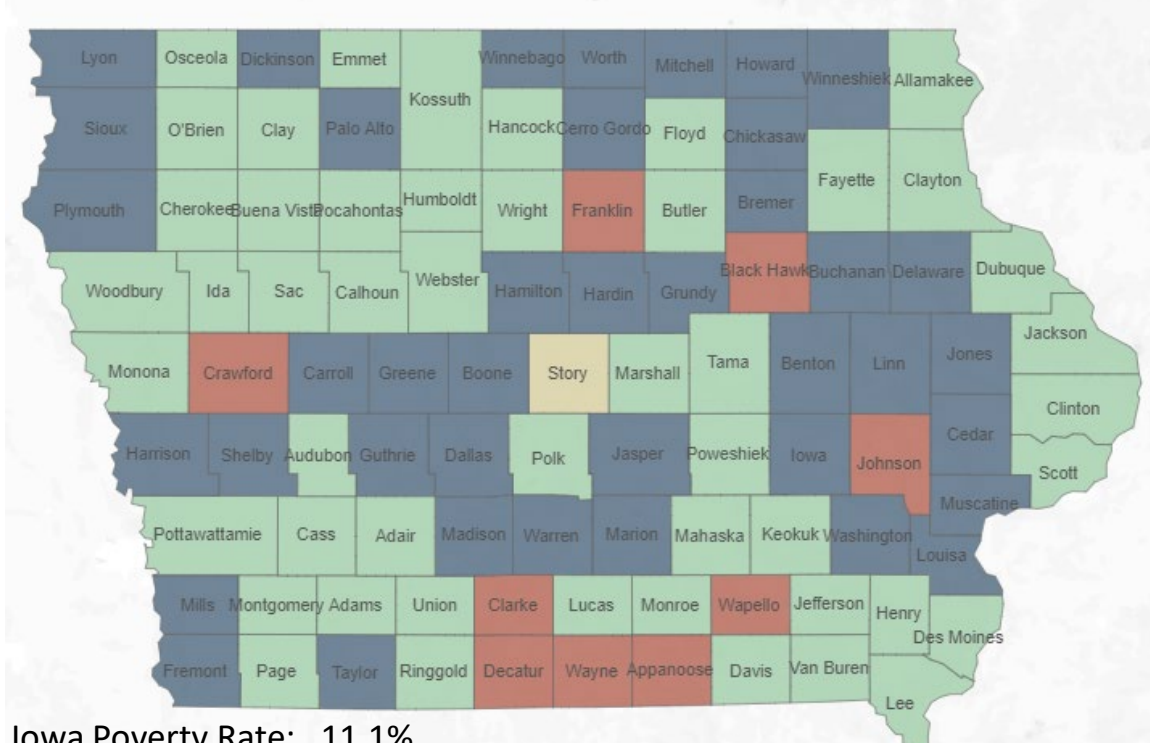 Lyon Osceola Dickinson Emmet Kossuth Winnebago Worth Mitchell Howard Winneshiek Allamakee
Sioux O'Brien Clay Palo Alto Hancock Cerro Gordo Floyd Chickasaw Fayette Clayton
Plymouth Cherokee Buena Vista Pocahontas Humboldt Wright Franklin Butler Bremer
Woodbury Ida Sac Calhoun Webster Hamilton Hardin Grundy Black Hawk Buchanan Delaware Dubuque
Monona Crawford Carroll Greene Boone Story Marshall Tama Benton Linn Jones Jackson
Harrison Shelby Audubon Guthrie Dallas Polk Jasper Poweshiek Iowa Johnson Cedar Clinton
Scott
Pottawattamie Cass Adair Madison Warren Marion Mahaska Keokuk Washington Muscatine
Louisa
Mills Montgomery Adams Union Clarke Lucas Monroe Wapello Jefferson Henry Des Moines
Fremont Page Taylor Ringgold Decatur Wayne Appanoose Davis Van Buren Lee
Iowa Poverty Rate: 11.1%